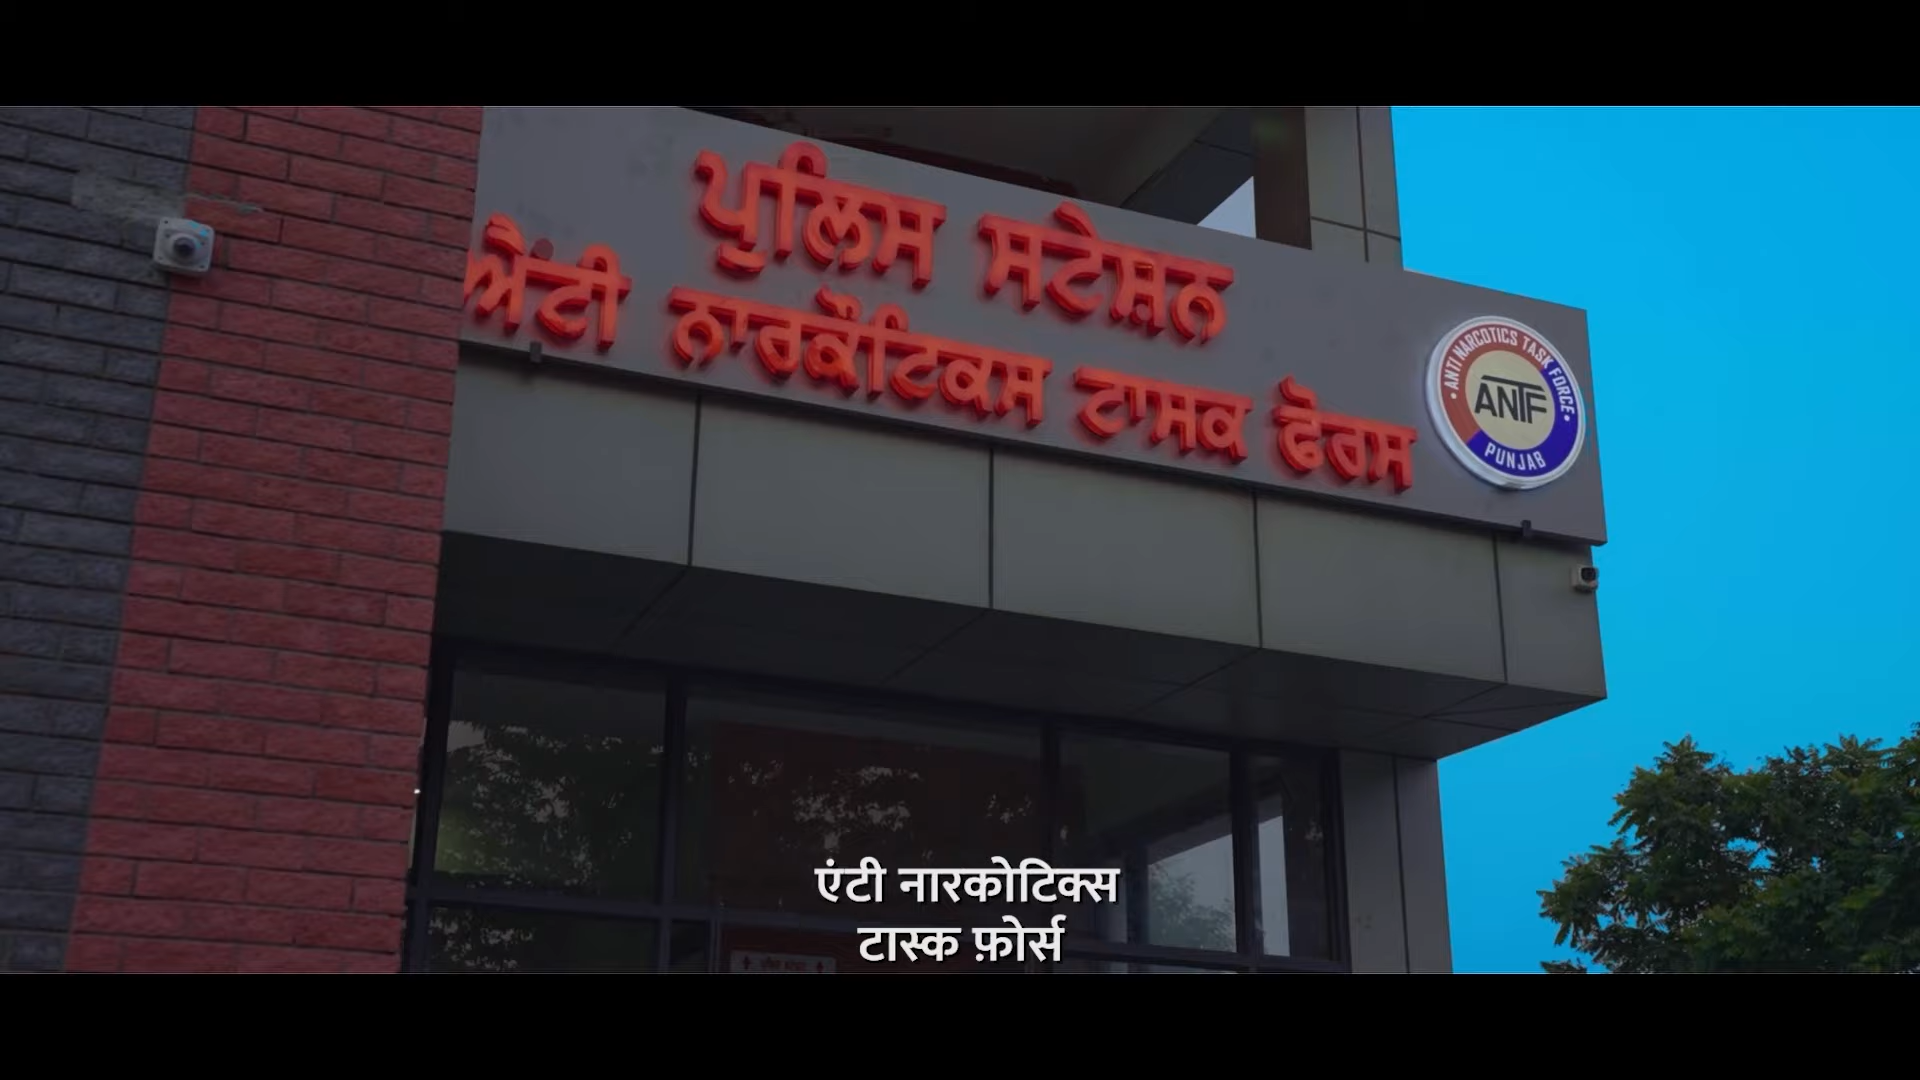 ਪੁਲਿਸ ਸਟੇਸ਼ਨ
ਐਂਟੀ ਨਾਰਕੌਟਿਕਸ ਟਾਸਕ ਫੋਰਸ
ANTI NARCOTICS TASK FORCE
ANTF
PUNJAB
एंटी नारकोटिक्स
टास्क फ़ोर्स